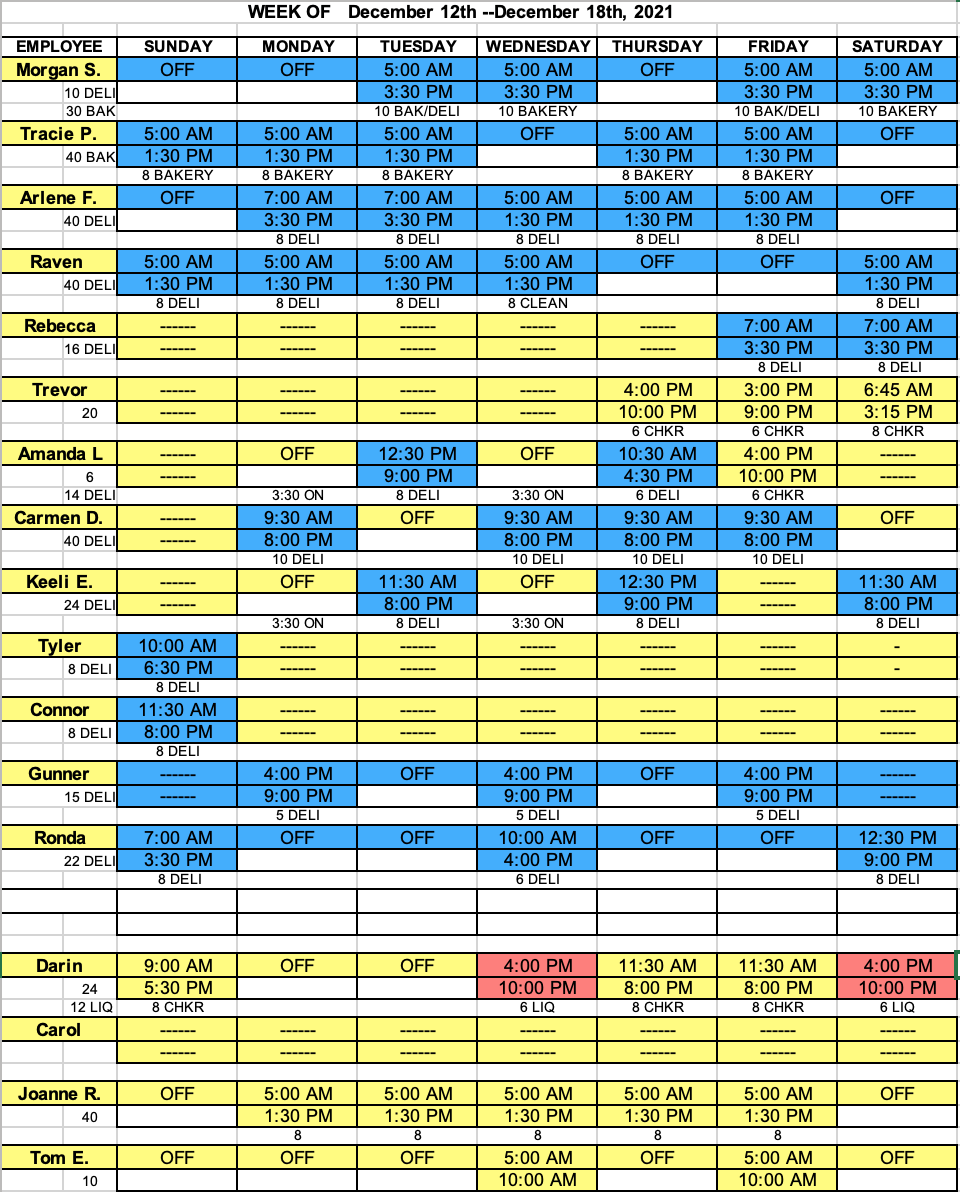 WEEK OF December 12th --December 18th, 2021
EMPLOYEE SUNDAY MONDAY TUESDAY WEDNESDAY THURSDAY FRIDAY SATURDAY
Morgan S. OFF OFF 5:00 AM 5:00 AM OFF 5:00 AM 5:00 AM
10 DELI 3:30 PM 3:30 PM 3:30 PM 3:30 PM
30 BAK 10 BAK/DELI 10 BAKERY 10 BAK/DELI 10 BAKERY
Tracie P. 5:00 AM 5:00 AM 5:00 AM OFF 5:00 AM 5:00 AM OFF
40 BAK 1:30 PM 1:30 PM 1:30 PM 1:30 PM 1:30 PM
8 BAKERY 8 BAKERY 8 BAKERY 8 BAKERY 8 BAKERY
Arlene F. OFF 7:00 AM 7:00 AM 5:00 AM 5:00 AM 5:00 AM OFF
40 DELI 3:30 PM 3:30 PM 1:30 PM 1:30 PM 1:30 PM
8 DELI 8 DELI 8 DELI 8 DELI 8 DELI
Raven 5:00 AM 5:00 AM 5:00 AM 5:00 AM OFF OFF 5:00 AM
40 DELI 1:30 PM 1:30 PM 1:30 PM 1:30 PM 1:30 PM
8 DELI 8 DELI 8 DELI 8 CLEAN 8 DELI
Rebecca ------ ------ ------ ------ ------ 7:00 AM 7:00 AM
16 DELI ------ ------ ------ ------ ------ 3:30 PM 3:30 PM
8 DELI 8 DELI
Trevor ------ ------ ------ ------ 4:00 PM 3:00 PM 6:45 AM
20 ------ ------ ------ ------ 10:00 PM 9:00 PM 3:15 PM
6 CHKR 6 CHKR 8 CHKR
Amanda L ------ OFF 12:30 PM OFF 10:30 AM 4:00 PM ------
6 ------ 9:00 PM 4:30 PM 10:00 PM ------
14 DELI 3:30 ON 8 DELI 3:30 ON 6 DELI 6 CHKR
Carmen D. ------ 9:30 AM OFF 9:30 AM 9:30 AM 9:30 AM OFF
40 DELI ------ 8:00 PM 8:00 PM 8:00 PM 8:00 PM
10 DELI 10 DELI 10 DELI 10 DELI
Keeli E. ------ OFF 11:30 AM OFF 12:30 PM ------ 11:30 AM
24 DELI ------ 8:00 PM 9:00 PM ------ 8:00 PM
3:30 ON 8 DELI 3:30 ON 8 DELI 8 DELI
Tyler 10:00 AM ------ ------ ------ ------ ------ -
8 DELI 6:30 PM ------ ------ ------ ------ ------ -
8 DELI
Connor 11:30 AM ------ ------ ------ ------ ------ ------
8 DELI 8:00 PM ------ ------ ------ ------ ------ ------
8 DELI
Gunner ------ 4:00 PM OFF 4:00 PM OFF 4:00 PM ------
15 DELI ------ 9:00 PM 9:00 PM 9:00 PM ------
5 DELI 5 DELI 5 DELI
Ronda 7:00 AM OFF OFF 10:00 AM OFF OFF 12:30 PM
22 DELI 3:30 PM 4:00 PM 9:00 PM
8 DELI 6 DELI 8 DELI
Darin 9:00 AM OFF OFF 4:00 PM 11:30 AM 11:30 AM 4:00 PM
24 5:30 PM 10:00 PM 8:00 PM 8:00 PM 10:00 PM
12 LIQ 8 CHKR 6 LIQ 8 CHKR 8 CHKR 6 LIQ
Carol ------ ------ ------ ------ ------ ------ ------
------ ------ ------ ------ ------ ------ ------
Joanne R. OFF 5:00 AM 5:00 AM 5:00 AM 5:00 AM 5:00 AM OFF
40 1:30 PM 1:30 PM 1:30 PM 1:30 PM 1:30 PM
8 8 8 8 8
Tom E. OFF OFF OFF 5:00 AM OFF 5:00 AM OFF
10 10:00 AM 10:00 AM